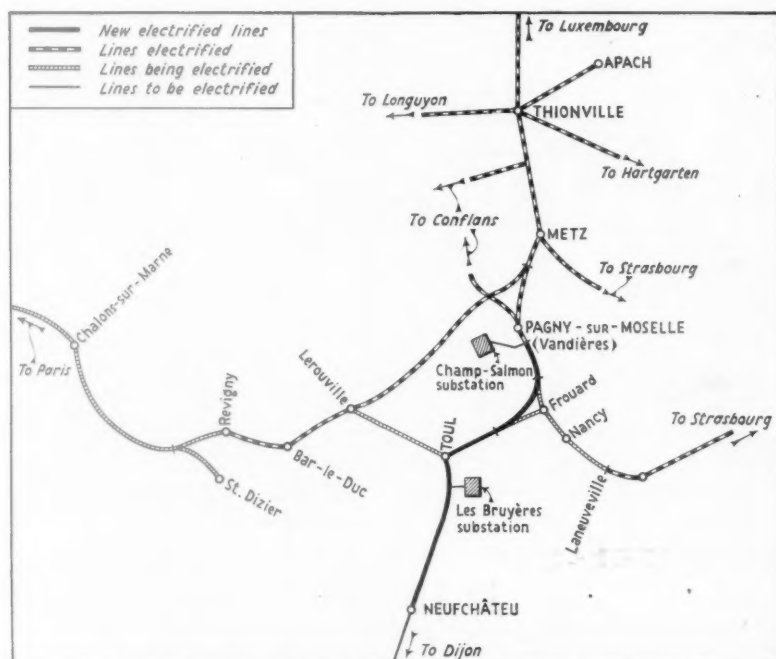 New electrified lines
Lines electrified
Lines being electrified
Lines to be electrified
To Luxembourg
APACH
To Longuyon
THIONVILLE
To Hartgarten
To Conflans
METZ
To Strasbourg
Chalons-sur-Marne
To Paris
PAGNY-SUR-MOSELLE
(Vandières)
Champ-Salmon
substation
Lerouville
Revigny
Frouard
Nancy
To Strasbourg
TOUL
Bar-le-Duc
St. Dizier
Les Bruyères
substation
Laneuveville
NEUFCHÂTEU
To Dijon